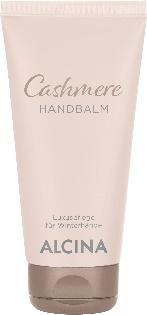 Cashmere
HANDBALM
Luxuspflege
für Winterhände
ALCINA